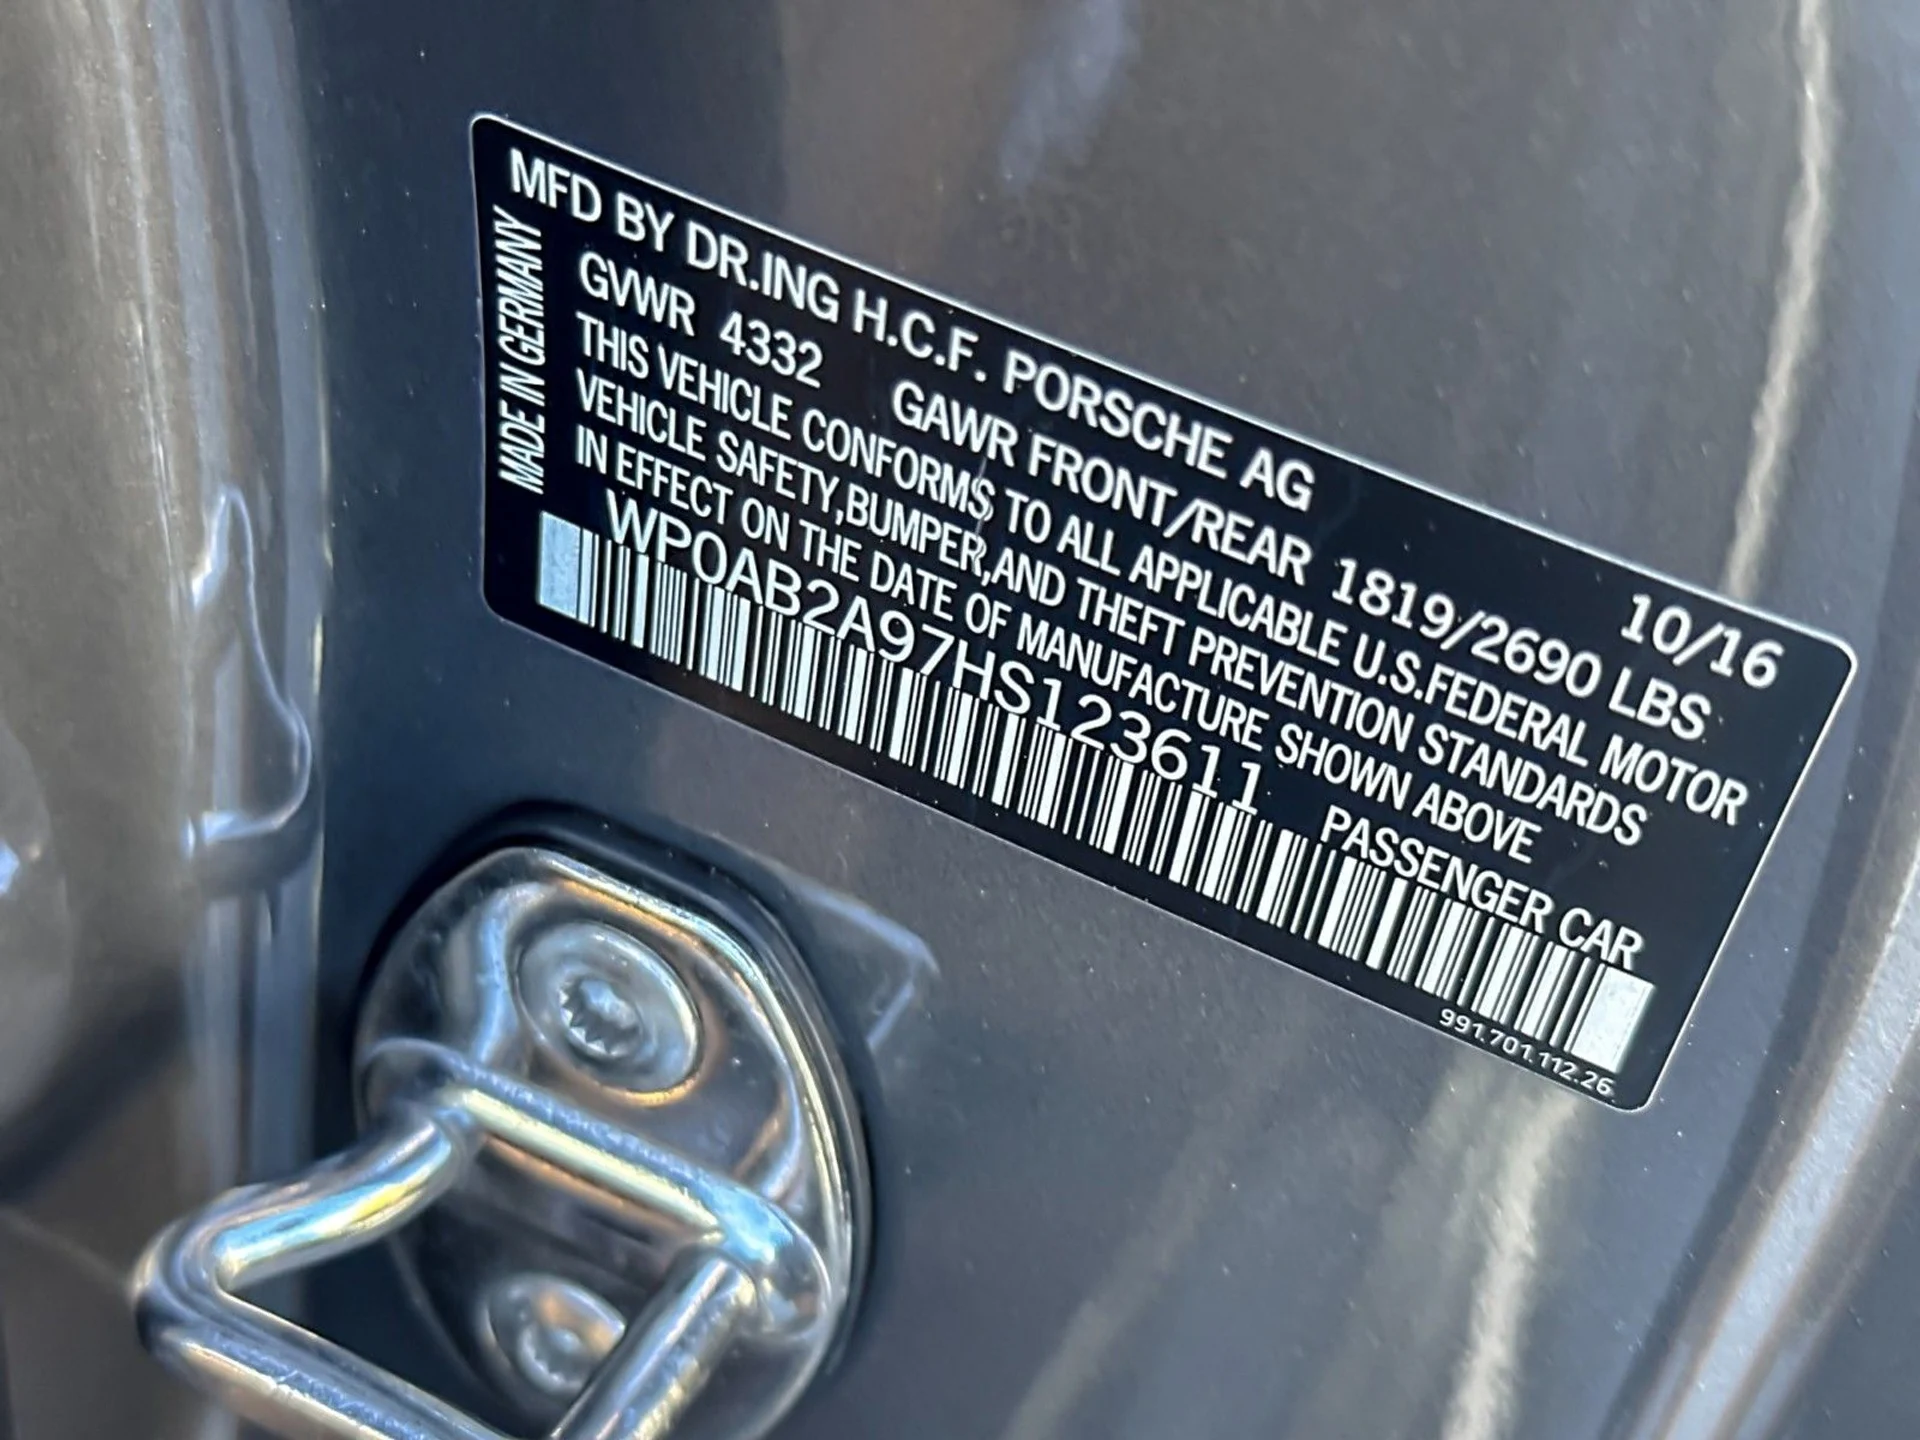 MFD BY DR.ING H.C.F. PORSCHE AG 10/16
MADE IN GERMANY
GVWR 4332 GAWR FRONT/REAR 1819/2690 LBS
THIS VEHICLE CONFORMS TO ALL APPLICABLE U.S.FEDERAL MOTOR
VEHICLE SAFETY,BUMPER,AND THEFT PREVENTION STANDARDS
IN EFFECT ON THE DATE OF MANUFACTURE SHOWN ABOVE
WP0AB2A97HS123611 PASSENGER CAR
991.701.112.26